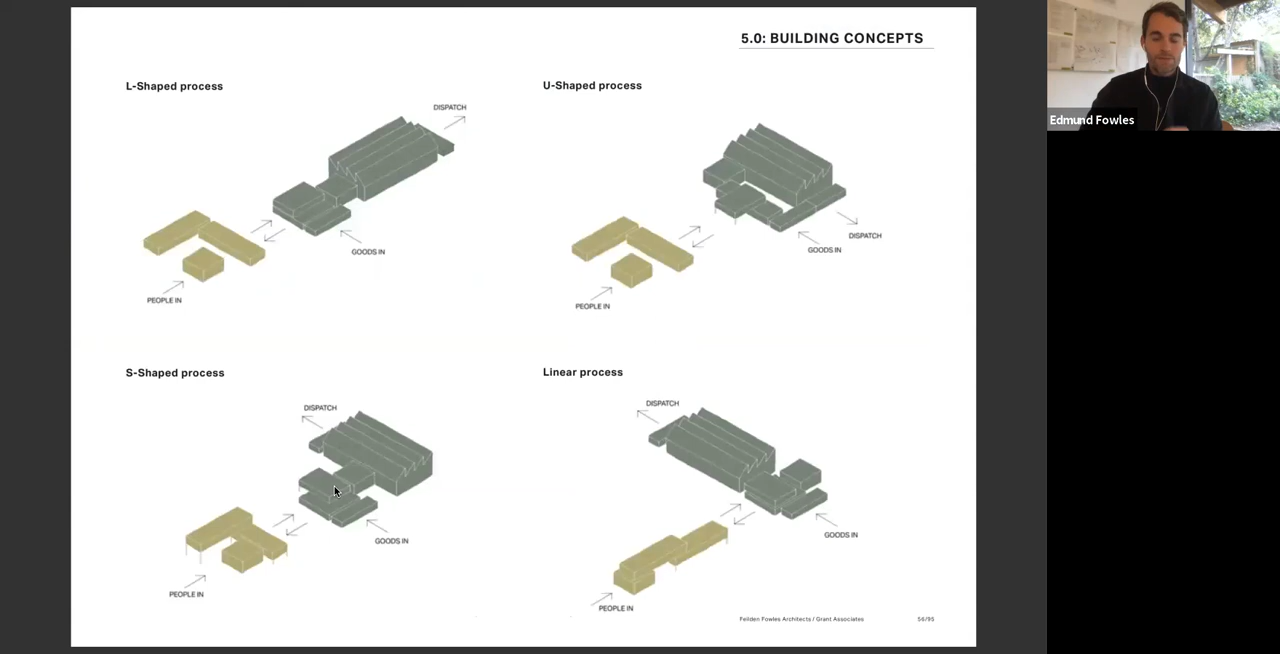 5.0: BUILDING CONCEPTS
L-Shaped process
DISPATCH
GOODS IN
PEOPLE IN
U-Shaped process
DISPATCH
GOODS IN
PEOPLE IN
S-Shaped process
DISPATCH
GOODS IN
PEOPLE IN
Linear process
DISPATCH
GOODS IN
PEOPLE IN
Feilden Fowles Architects / Grant Associates
56/95
Edmund Fowles